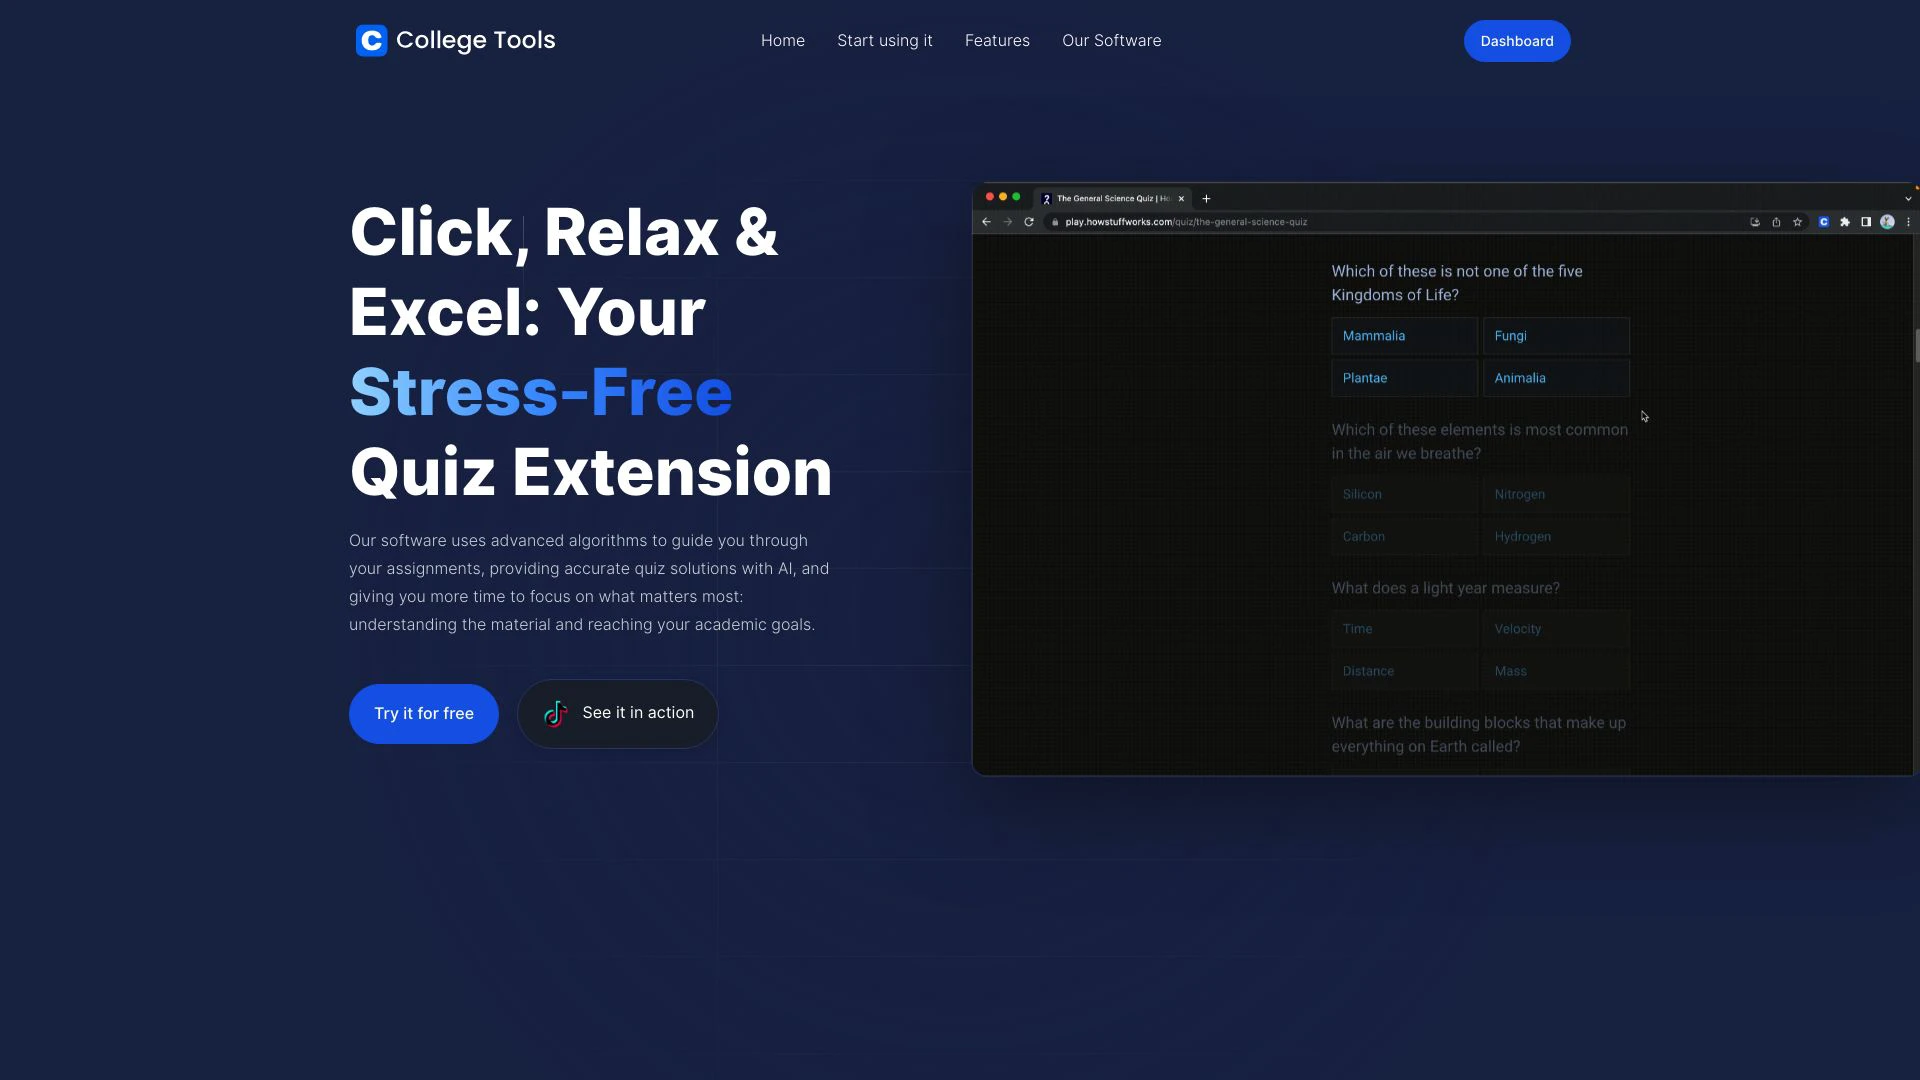 College Tools
Home
Start using it
Features
Our Software
Dashboard
Click, Relax &
Excel: Your
Stress-Free
Quiz Extension
Our software uses advanced algorithms to guide you through
your assignments, providing accurate quiz solutions with AI, and
giving you more time to focus on what matters most:
understanding the material and reaching your academic goals.
Try it for free
See it in action
The General Science Quiz | Ho
play.howstuffworks.com/quiz/the-general-science-quiz
Which of these is not one of the five
Kingdoms of Life?
Mammalia
Fungi
Plantae
Animalia
Which of these elements is most common
in the air we breathe?
Silicon
Nitrogen
Carbon
Hydrogen
What does a light year measure?
Time
Velocity
Distance
Mass
What are the building blocks that make up
everything on Earth called?